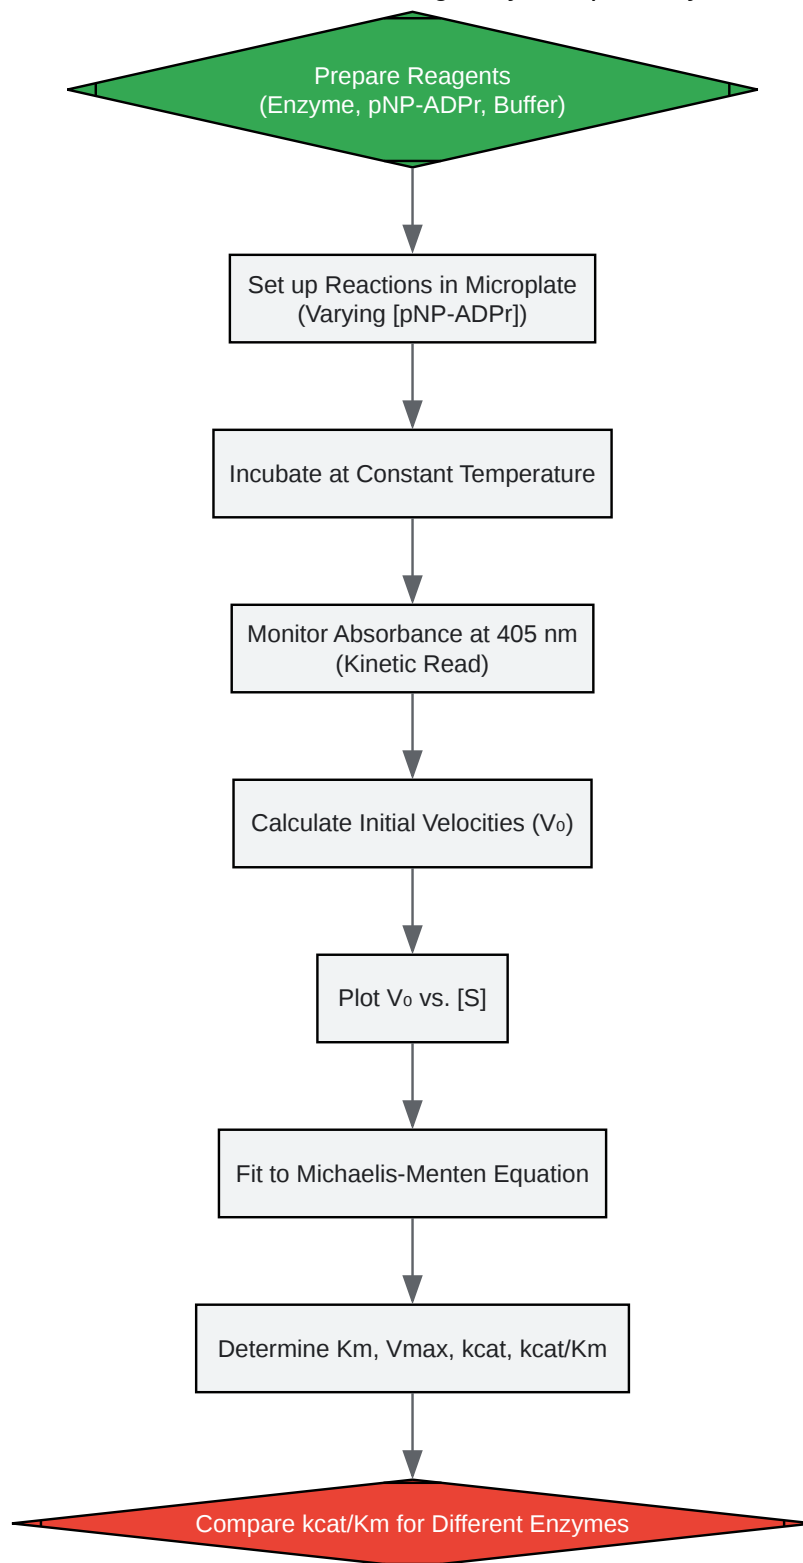 Prepare Reagents
(Enzyme, pNP-ADPr, Buffer)
Set up Reactions in Microplate
(Varying [pNP-ADPr])
Incubate at Constant Temperature
Monitor Absorbance at 405 nm
(Kinetic Read)
Calculate Initial Velocities (V₀)
Plot V₀ vs. [S]
Fit to Michaelis-Menten Equation
Determine Km, Vmax, kcat, kcat/Km
Compare kcat/Km for Different Enzymes